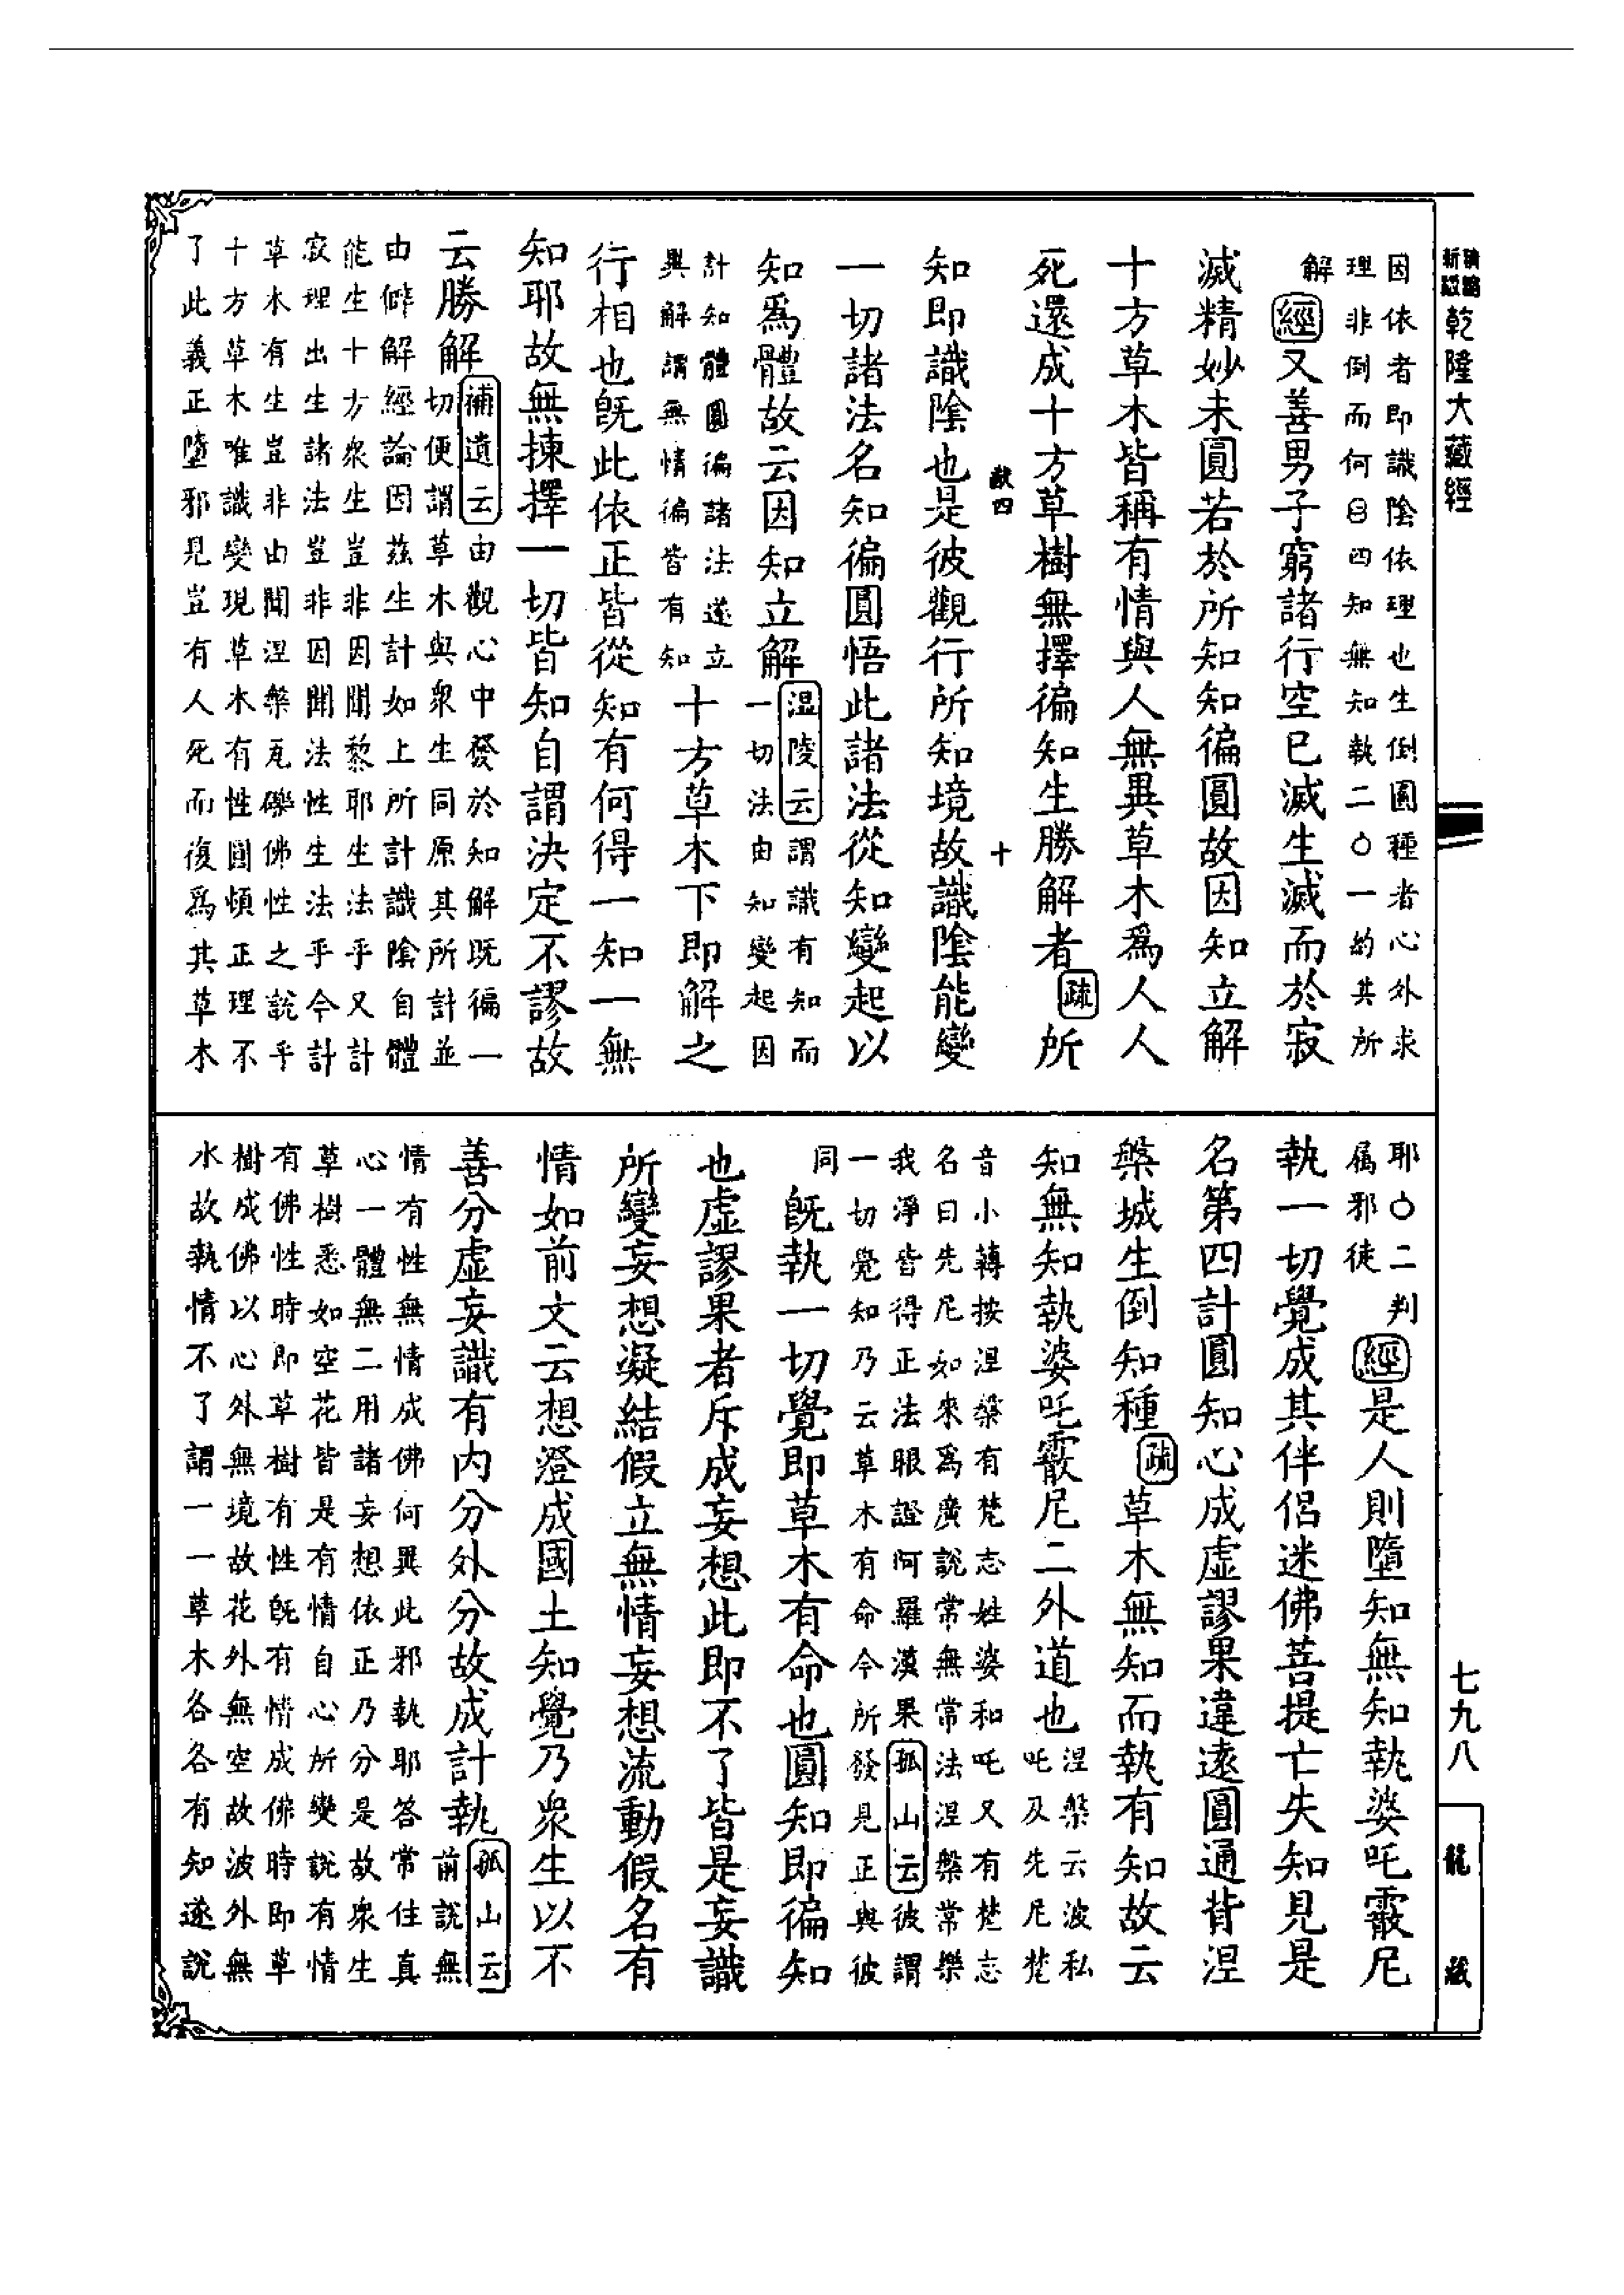 乾隆大藏經
七九八
龍藏
因依者即識陰依理也生倒圓種者心外求
理非倒而何㊐四知無知執二〇一約其所
解經又善男子窮諸行空已滅生滅而於寂
滅精妙未圓若於所知知徧圓故因知立解
十方草木皆稱有情與人無異草木為人人
死還成十方草樹無擇徧知生勝解者疏所
四 十
知即識陰也是彼觀行所知境故識陰能變
一切諸法名知徧圓悟此諸法從知變起以
知為體故云因知立解溫陵云謂識有知而
一切法由知變起因
計知體圓徧諸法遂立
異解謂無情徧皆有知十方草木下即解之
行相也既此依正皆從知有何得一知一無
知耶故無揀擇一切皆知自謂決定不謬故
云勝解補遺云由觀心中發於知解既徧一
切便謂草木與眾生同原其所計並
由僻解經論因茲生計如上所計識陰自體
能生十方眾生豈非因聞黎耶生法乎又計
寂理出生諸法豈非因聞法性生法乎今計
草木有生豈非由聞涅槃瓦礫佛性之說乎
十方草木唯識變現草木有性圓頓正理不
了此義正墮邪見豈有人死而復為其草木
耶〇二判
屬邪徒經是人則墮知無知執婆吒霰尼
執一切覺成其伴侶迷佛菩提亡失知見是
名第四計圓知心成虛謬果違遠圓通背涅
槃城生倒知種疏草木無知而執有知故云
知無知執婆吒霰尼二外道也涅槃云波私
吒及先尼梵
音小轉按涅槃有梵志姓婆和吒又有梵志
名曰先尼如來為廣說常無常法涅槃常樂
我淨皆得正法眼證阿羅漢果孤山云彼謂
一切覺知乃云草木有命今所發見正與彼
同既執一切覺即草木有命也圓知即徧知
也虛謬果者斥成妄想此即不了皆是妄識
所變妄想凝結假立無情妄想流動假名有
情如前文云想澄成國土知覺乃眾生以不
善分虛妄識有內分外分故成計執孤山云
前說無
情有性無情成佛何異此邪執耶答常住真
心一體無二用諸妄想依正乃分是故眾生
草樹悉如空花皆是有情自心所變說有情
有佛性時即草樹有性既有情成佛時即草
樹成佛以心外無境故花外無空故波外無
水故執情不了謂一一草木各各有知遂說